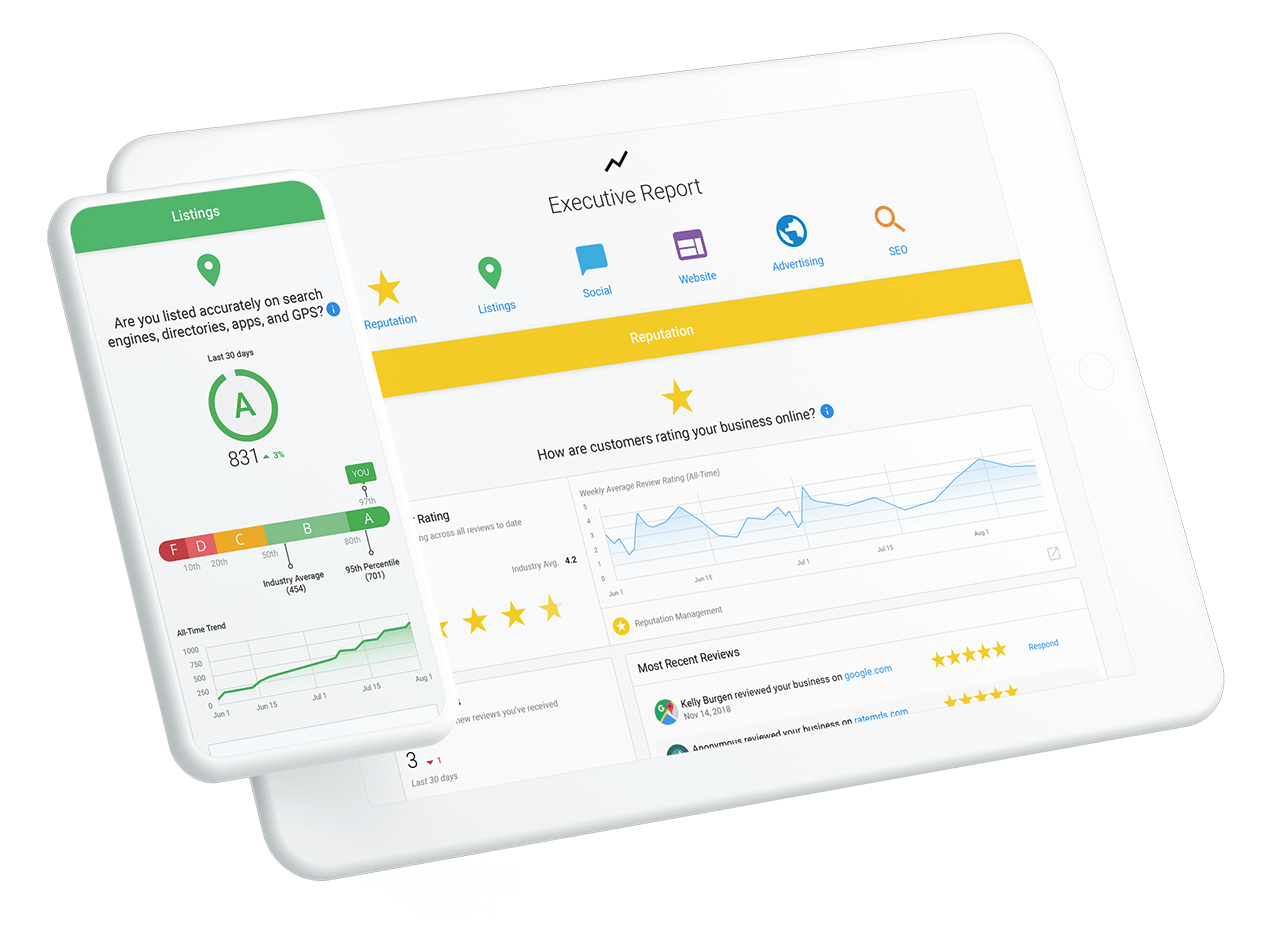 Listings
Are you listed accurately on search
engines, directories, apps, and GPS?
Last 30 days
A
831 3%
YOU
97th
F D C B A
10th 20th 50th 80th
Industry Average
(454)
95th Percentile
(701)
All-Time Trend
1000
750
500
250
0
Jun 1 Jun 15 Jul 1 Jul 15 Aug 1
Executive Report
Reputation
Listings
Social
Website
Advertising
SEO
Reputation
How are customers rating your business online?
Rating
across all reviews to date
Industry Avg. 4.2
Weekly Average Review Rating (All-Time)
5
4
3
2
1
0
Jun 1 Jun 15 Jul 1 Jul 15 Aug 1
Reputation Management
new reviews you've received
3 1
Last 30 days
Most Recent Reviews
Kelly Burgen reviewed your business on google.com
Nov 14, 2018
Respond
Anonymous reviewed your business on ratemds.com